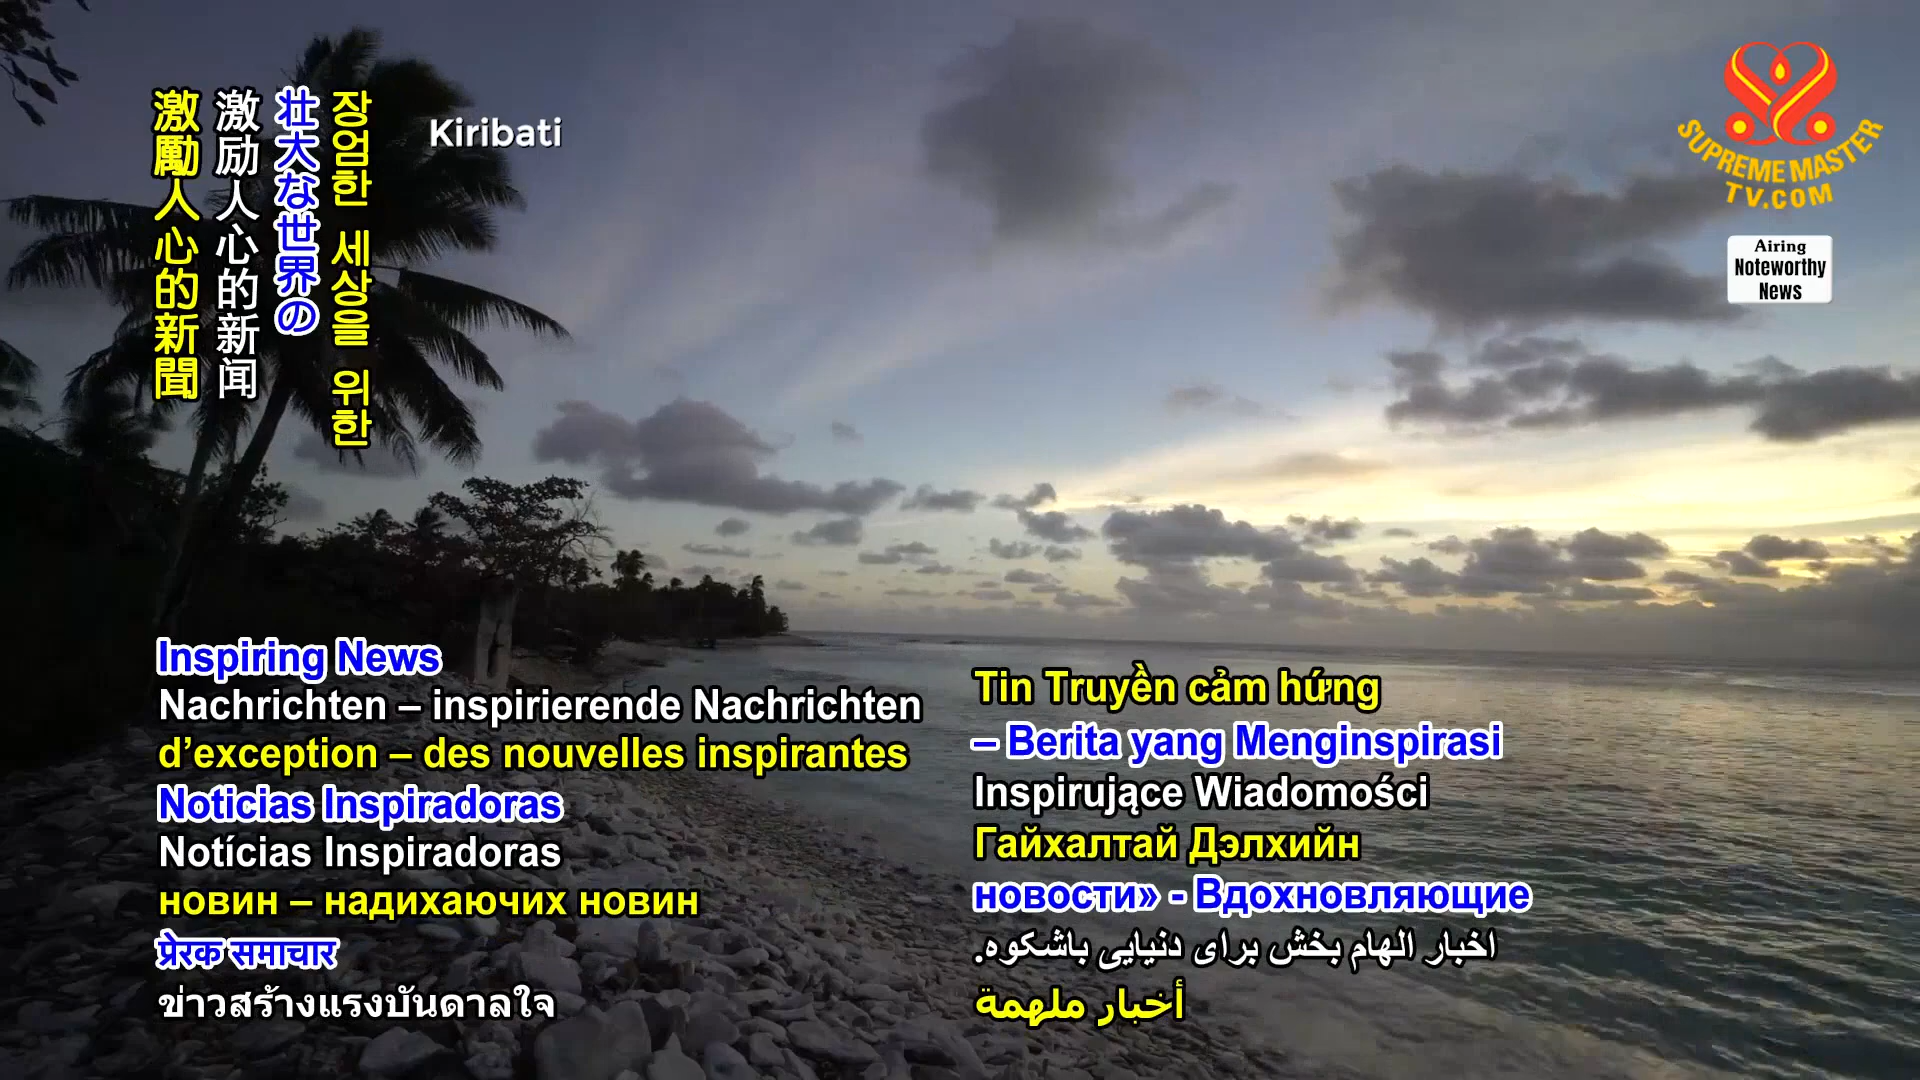 激勵人心的新聞
激励人心的新闻
壮大な世界の
장엄한 세상을 위한
Kiribati
SUPREME MASTER
TV.COM
Airing
Noteworthy
News
Inspiring News
Nachrichten – inspirierende Nachrichten
d’exception – des nouvelles inspirantes
Noticias Inspiradoras
Notícias Inspiradoras
новин – надихаючих новин
प्रेरक समाचार
ข่าวสร้างแรงบันดาลใจ
Tin Truyền cảm hứng
– Berita yang Menginspirasi
Inspirujące Wiadomości
Гайхалтай Дэлхийн
новости» - Вдохновляющие
اخبار الهام بخش برای دنیایی باشکوه.
أخبار ملهمة